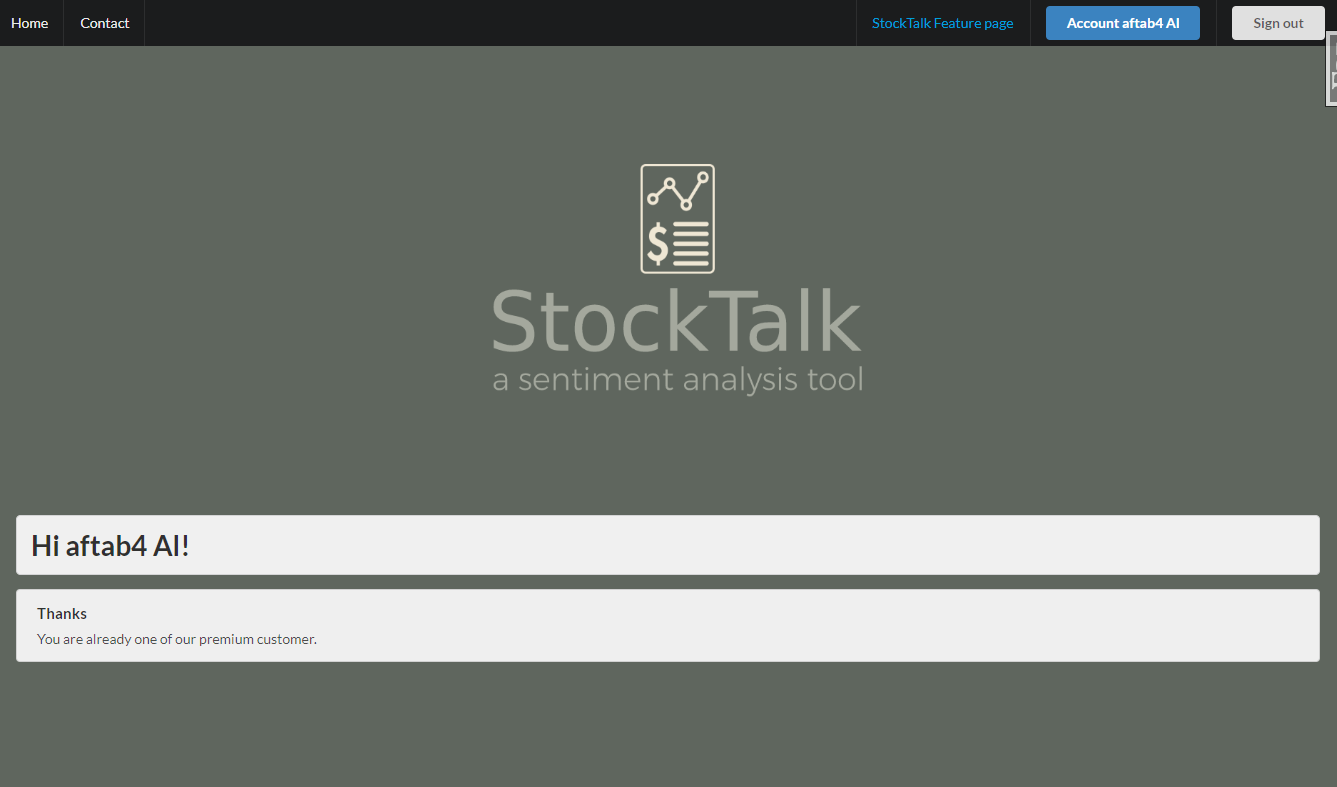 Home
Contact
StockTalk Feature page
Account aftab4 AI
Sign out
$
StockTalk
a sentiment analysis tool
Hi aftab4 AI!
Thanks
You are already one of our premium customer.